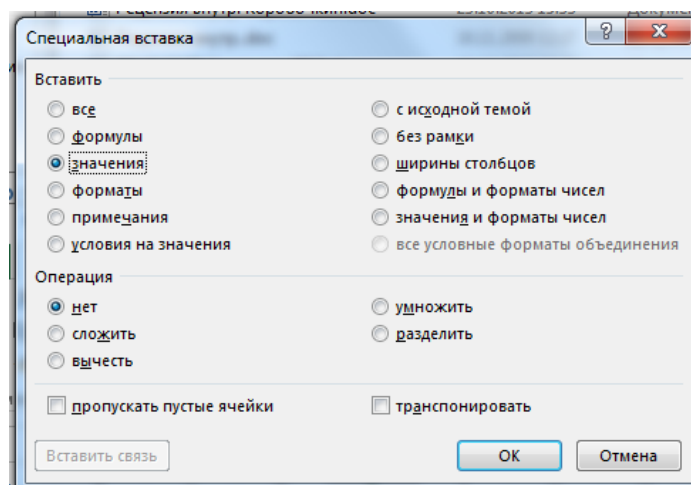 Специальная вставка
Вставить
все
формулы
значения
форматы
примечания
условия на значения
с исходной темой
без рамки
ширины столбцов
формулы и форматы чисел
значения и форматы чисел
все условные форматы объединения
Операция
нет
сложить
вычесть
умножить
разделить
пропускать пустые ячейки
транспонировать
Вставить связь
ОК
Отмена